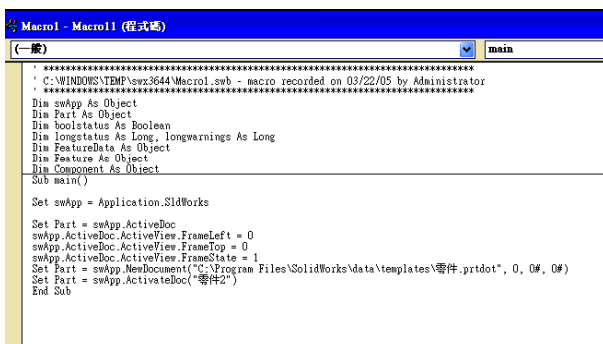 Macro1 - Macro11 (程式碼)
(一般) main
' ****************************************************************************
' C:\WINDOWS\TEMP\swx3644\Macro1.swb - macro recorded on 03/22/05 by Administrator
' ****************************************************************************
Dim swApp As Object
Dim Part As Object
Dim boolstatus As Boolean
Dim longstatus As Long, longwarnings As Long
Dim FeatureData As Object
Dim Feature As Object
Dim Component As Object
Sub main()
Set swApp = Application.SldWorks
Set Part = swApp.ActiveDoc
swApp.ActiveDoc.ActiveView.FrameLeft = 0
swApp.ActiveDoc.ActiveView.FrameTop = 0
swApp.ActiveDoc.ActiveView.FrameState = 1
Set Part = swApp.NewDocument("C:\Program Files\SolidWorks\data\templates\零件.prtdot", 0, 0#, 0#)
Set Part = swApp.ActivateDoc("零件2")
End Sub